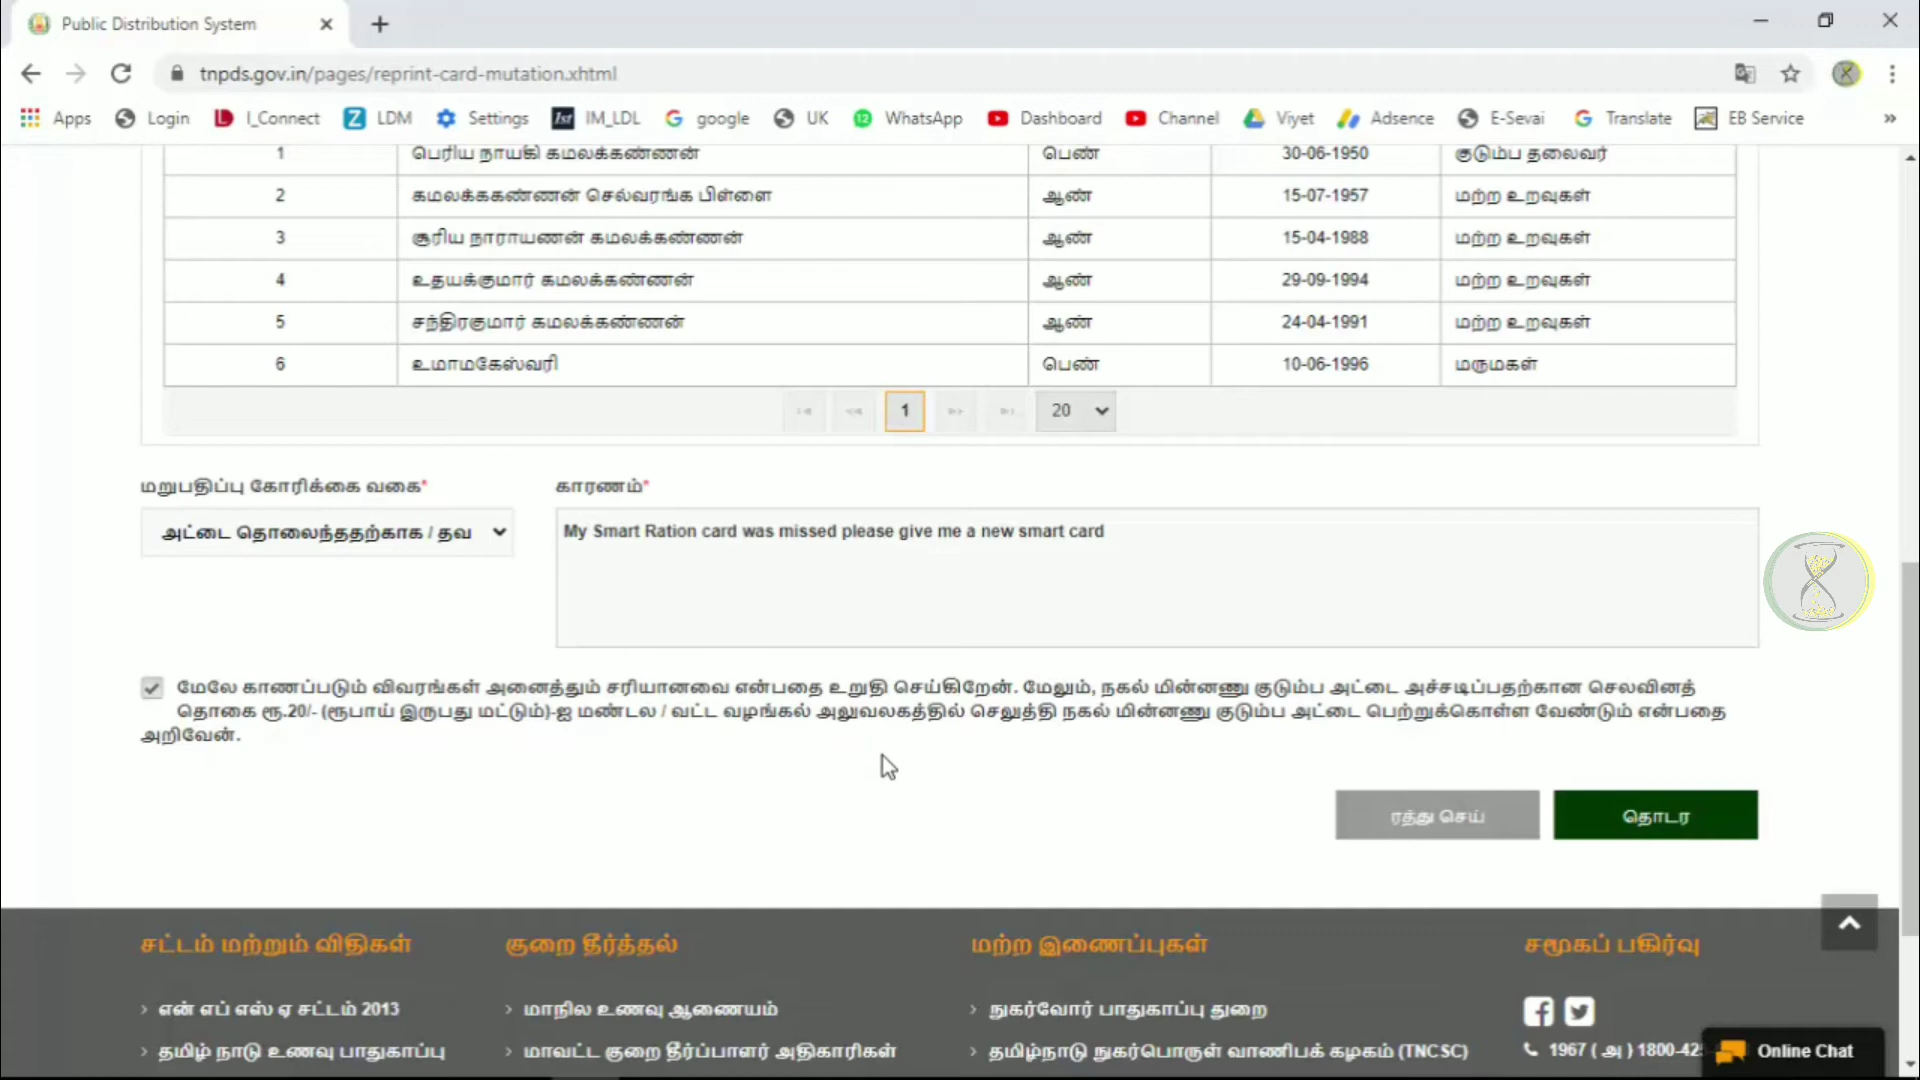 Public Distribution System
tnpds.gov.in/pages/reprint-card-mutation.xhtml
Apps Login I_Connect LDM Settings IM_LDL google UK WhatsApp Dashboard Channel Viyet Adsence E-Sevai Translate EB Service
1 பெரிய நாயகி கமலக்கண்ணன் பெண் 30-06-1950 குடும்ப தலைவர்
2 கமலக்ககண்ணன் செல்வரங்க பிள்ளை ஆண் 15-07-1957 மற்ற உறவுகள்
3 சூரிய நாராயணன் கமலக்கண்ணன் ஆண் 15-04-1988 மற்ற உறவுகள்
4 உதயக்குமார் கமலக்கண்ணன் ஆண் 29-09-1994 மற்ற உறவுகள்
5 சந்திரகுமார் கமலக்கண்ணன் ஆண் 24-04-1991 மற்ற உறவுகள்
6 உமாமகேஸ்வரி பெண் 10-06-1996 மருமகள்
1 20
மறுபதிப்பு கோரிக்கை வகை* காரணம்*
அட்டை தொலைந்ததற்காக / தவ My Smart Ration card was missed please give me a new smart card
மேலே காணப்படும் விவரங்கள் அனைத்தும் சரியானவை என்பதை உறுதி செய்கிறேன். மேலும், நகல் மின்னணு குடும்ப அட்டை அச்சடிப்பதற்கான செலவினத்
தொகை ரூ.20/- (ரூபாய் இருபது மட்டும்)-ஐ மண்டல / வட்ட வழங்கல் அலுவலகத்தில் செலுத்தி நகல் மின்னணு குடும்ப அட்டை பெற்றுக்கொள்ள வேண்டும் என்பதை
அறிவேன்.
ரத்து செய் தொடர
சட்டம் மற்றும் விதிகள் குறை தீர்த்தல் மற்ற இணைப்புகள் சமூகப் பகிர்வு
என் எப் எஸ் ஏ சட்டம் 2013 மாநில உணவு ஆணையம் நுகர்வோர் பாதுகாப்பு துறை
தமிழ் நாடு உணவு பாதுகாப்பு மாவட்ட குறை தீர்ப்பாளர் அதிகாரிகள் தமிழ்நாடு நுகர்பொருள் வாணிபக் கழகம் (TNCSC) 1967 ( அ ) 1800-425 Online Chat